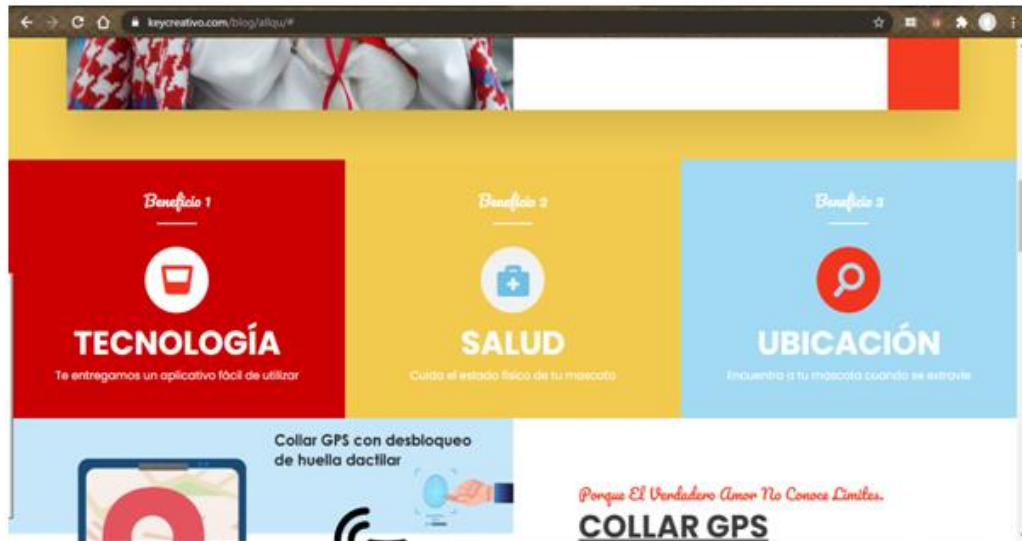 keycreativo.com/blog/allqu/#
Beneficio 1
TECNOLOGÍA
Te entregamos un aplicativo fácil de utilizar
Beneficio 2
SALUD
Cuida el estado físico de tu mascota
Beneficio 3
UBICACIÓN
Encuentra a tu mascota cuando se extravíe
Collar GPS con desbloqueo
de huella dactilar
Porque El Verdadero Amor No Conoce Límites.
COLLAR GPS